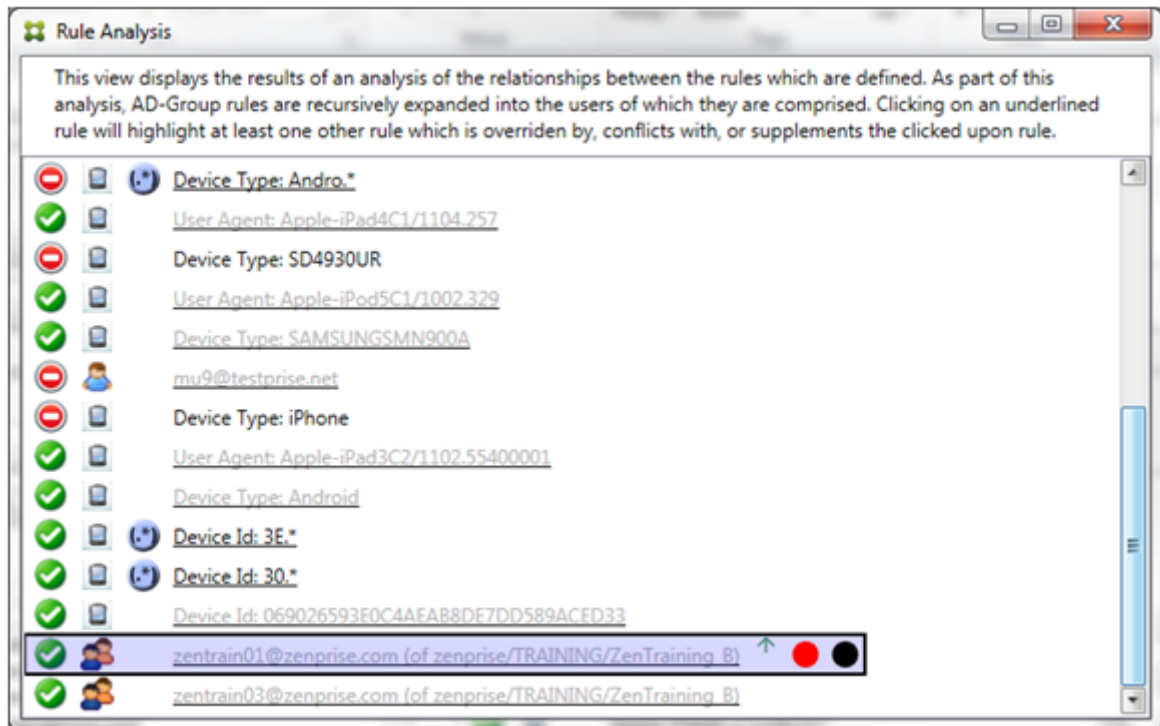 Rule Analysis
This view displays the results of an analysis of the relationships between the rules which are defined. As part of this
analysis, AD-Group rules are recursively expanded into the users of which they are comprised. Clicking on an underlined
rule will highlight at least one other rule which is overriden by, conflicts with, or supplements the clicked upon rule.
(.*) Device Type: Andro.*
User Agent: Apple-iPad4C1/1104.257
Device Type: SD4930UR
User Agent: Apple-iPod5C1/1002.329
Device Type: SAMSUNGSMN900A
mu9@testprise.net
Device Type: iPhone
User Agent: Apple-iPad3C2/1102.55400001
Device Type: Android
(.*) Device Id: 3E.*
(.*) Device Id: 30.*
Device Id: 069026593E0C4AEAB8DE7DD589ACED33
zentrain01@zenprise.com (of zenprise/TRAINING/ZenTraining_B)
zentrain03@zenprise.com (of zenprise/TRAINING/ZenTraining_B)